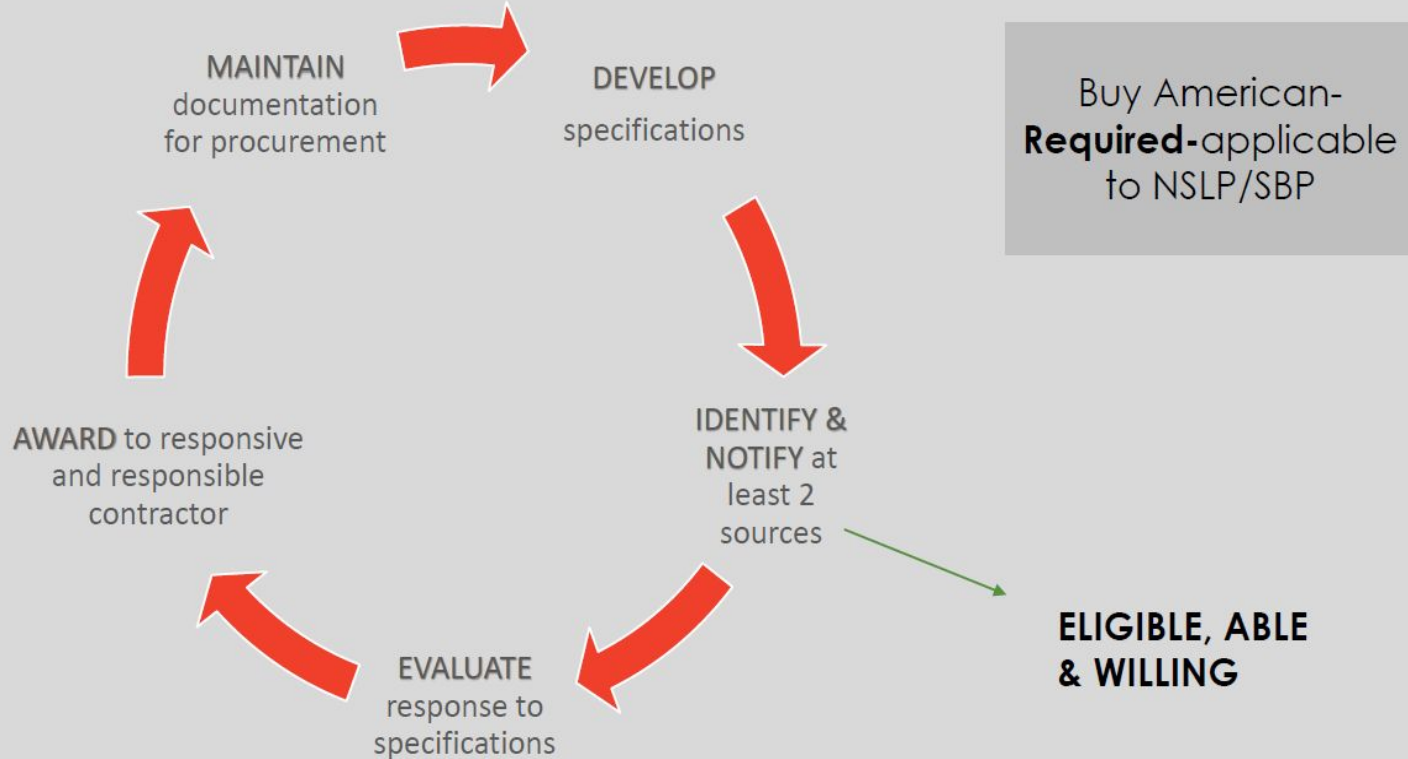 MAINTAIN
documentation
for procurement
DEVELOP
specifications
Buy American-
Required-applicable
to NSLP/SBP
IDENTIFY &
NOTIFY at
least 2
sources
ELIGIBLE, ABLE
& WILLING
EVALUATE
response to
specifications
AWARD to responsive
and responsible
contractor